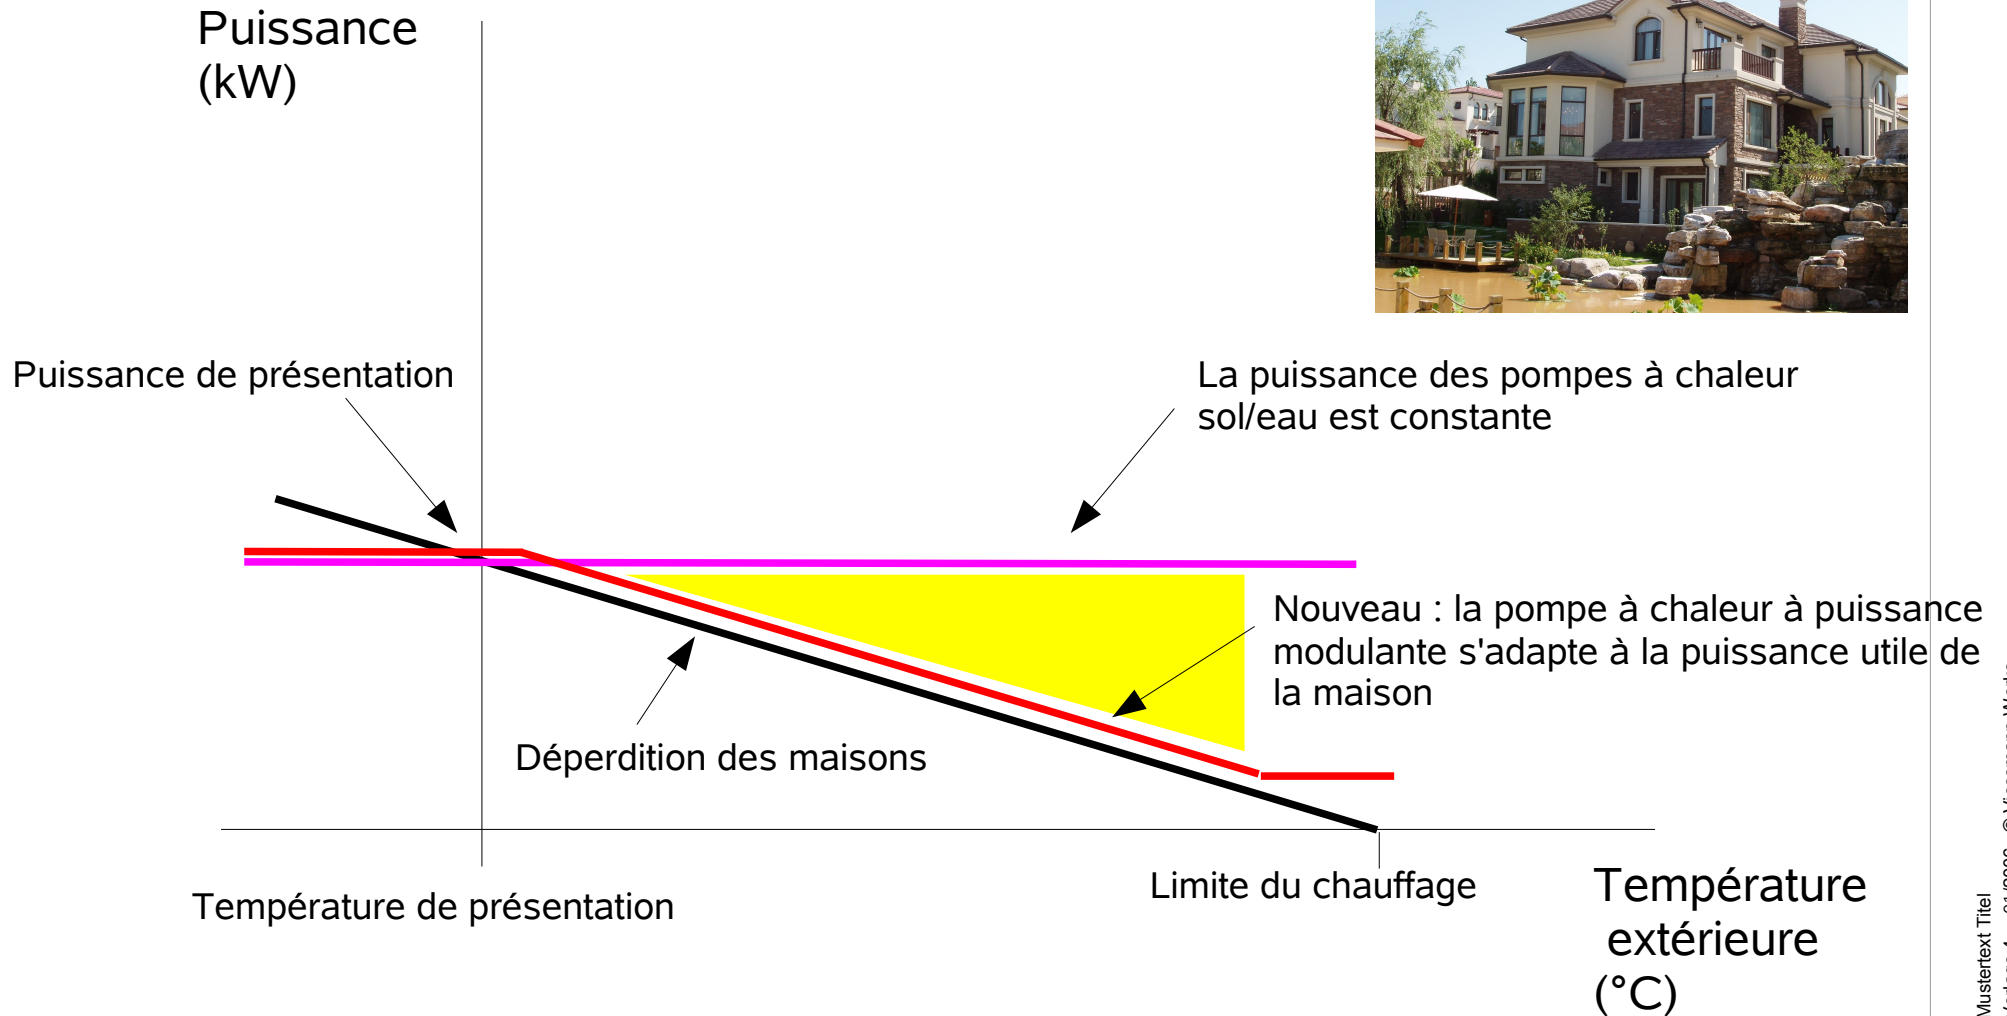 Puissance
(kW)
Puissance de présentation
La puissance des pompes à chaleur
sol/eau est constante
Nouveau : la pompe à chaleur à puissance
modulante s'adapte à la puissance utile de
la maison
Déperdition des maisons
Limite du chauffage
Température de présentation
Température
extérieure
(°C)
Mustertext Titel